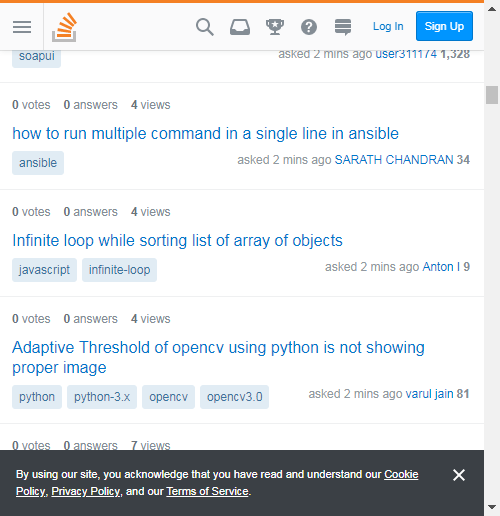 Log In Sign Up
soapui asked 2 mins ago user311174 1,328
0 votes 0 answers 4 views
how to run multiple command in a single line in ansible
ansible asked 2 mins ago SARATH CHANDRAN 34
0 votes 0 answers 4 views
Infinite loop while sorting list of array of objects
javascript infinite-loop asked 2 mins ago Anton I 9
0 votes 0 answers 4 views
Adaptive Threshold of opencv using python is not showing
proper image
python python-3.x opencv opencv3.0 asked 2 mins ago varul jain 81
0 votes 0 answers 7 views
By using our site, you acknowledge that you have read and understand our Cookie
Policy, Privacy Policy, and our Terms of Service.